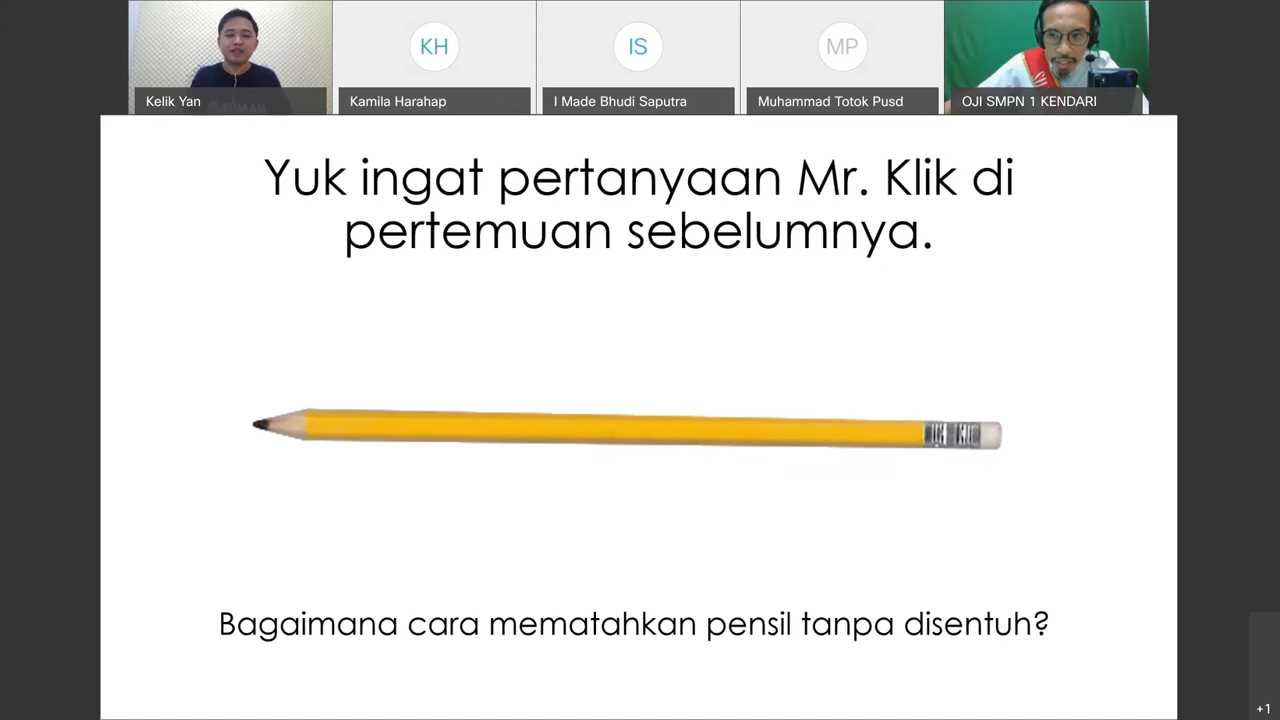 KH
IS
MP
Kelik Yan
Kamila Harahap
I Made Bhudi Saputra
Muhammad Totok Pusd
OJI SMPN 1 KENDARI
Yuk ingat pertanyaan Mr. Klik di
pertemuan sebelumnya.
Bagaimana cara mematahkan pensil tanpa disentuh?
+1